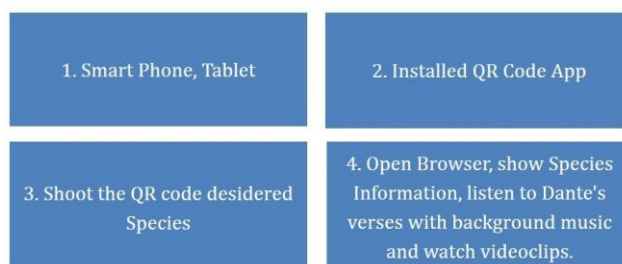 1. Smart Phone, Tablet
2. Installed QR Code App
3. Shoot the QR code desidered
Species
4. Open Browser, show Species
Information, listen to Dante's
verses with background music
and watch videoclips.